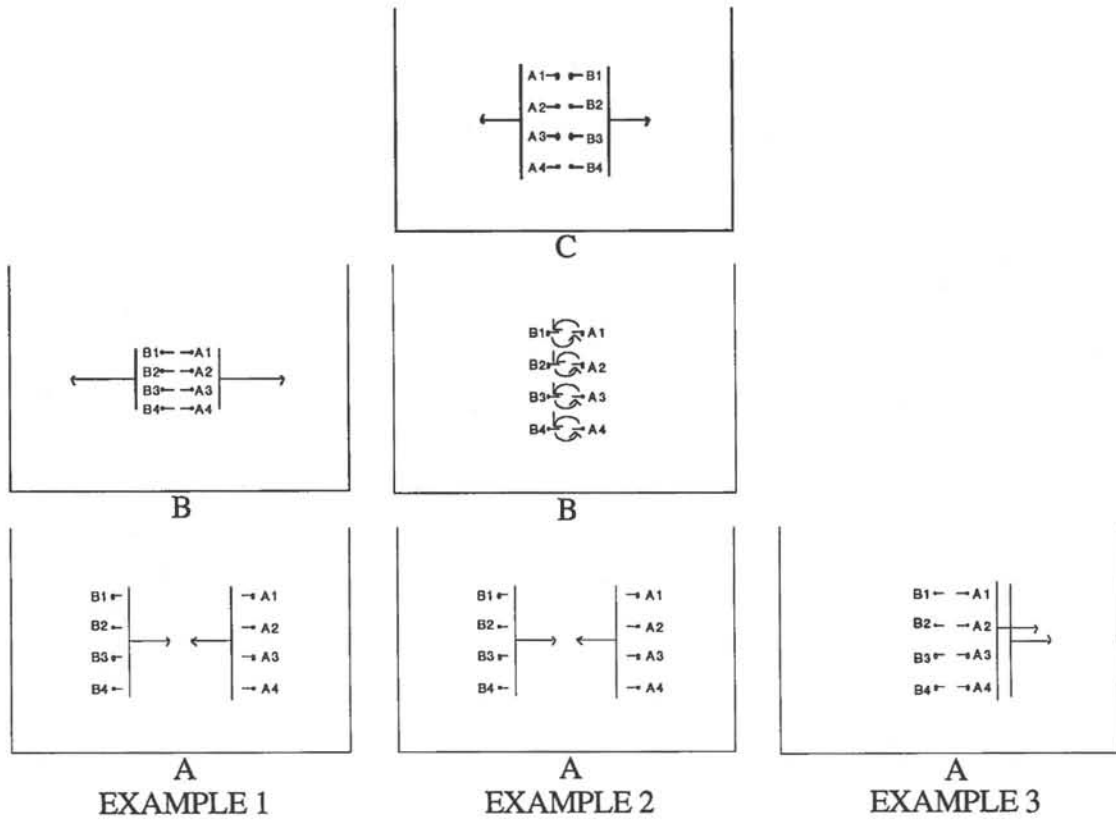 A1 B1
A2 B2
A3 B3
A4 B4
C
B1 A1
B2 A2
B3 A3
B4 A4
B
B1 A1
B2 A2
B3 A3
B4 A4
B
B1 A1
B2 A2
B3 A3
B4 A4
A
EXAMPLE 1
B1 A1
B2 A2
B3 A3
B4 A4
A
EXAMPLE 2
B1 A1
B2 A2
B3 A3
B4 A4
A
EXAMPLE 3